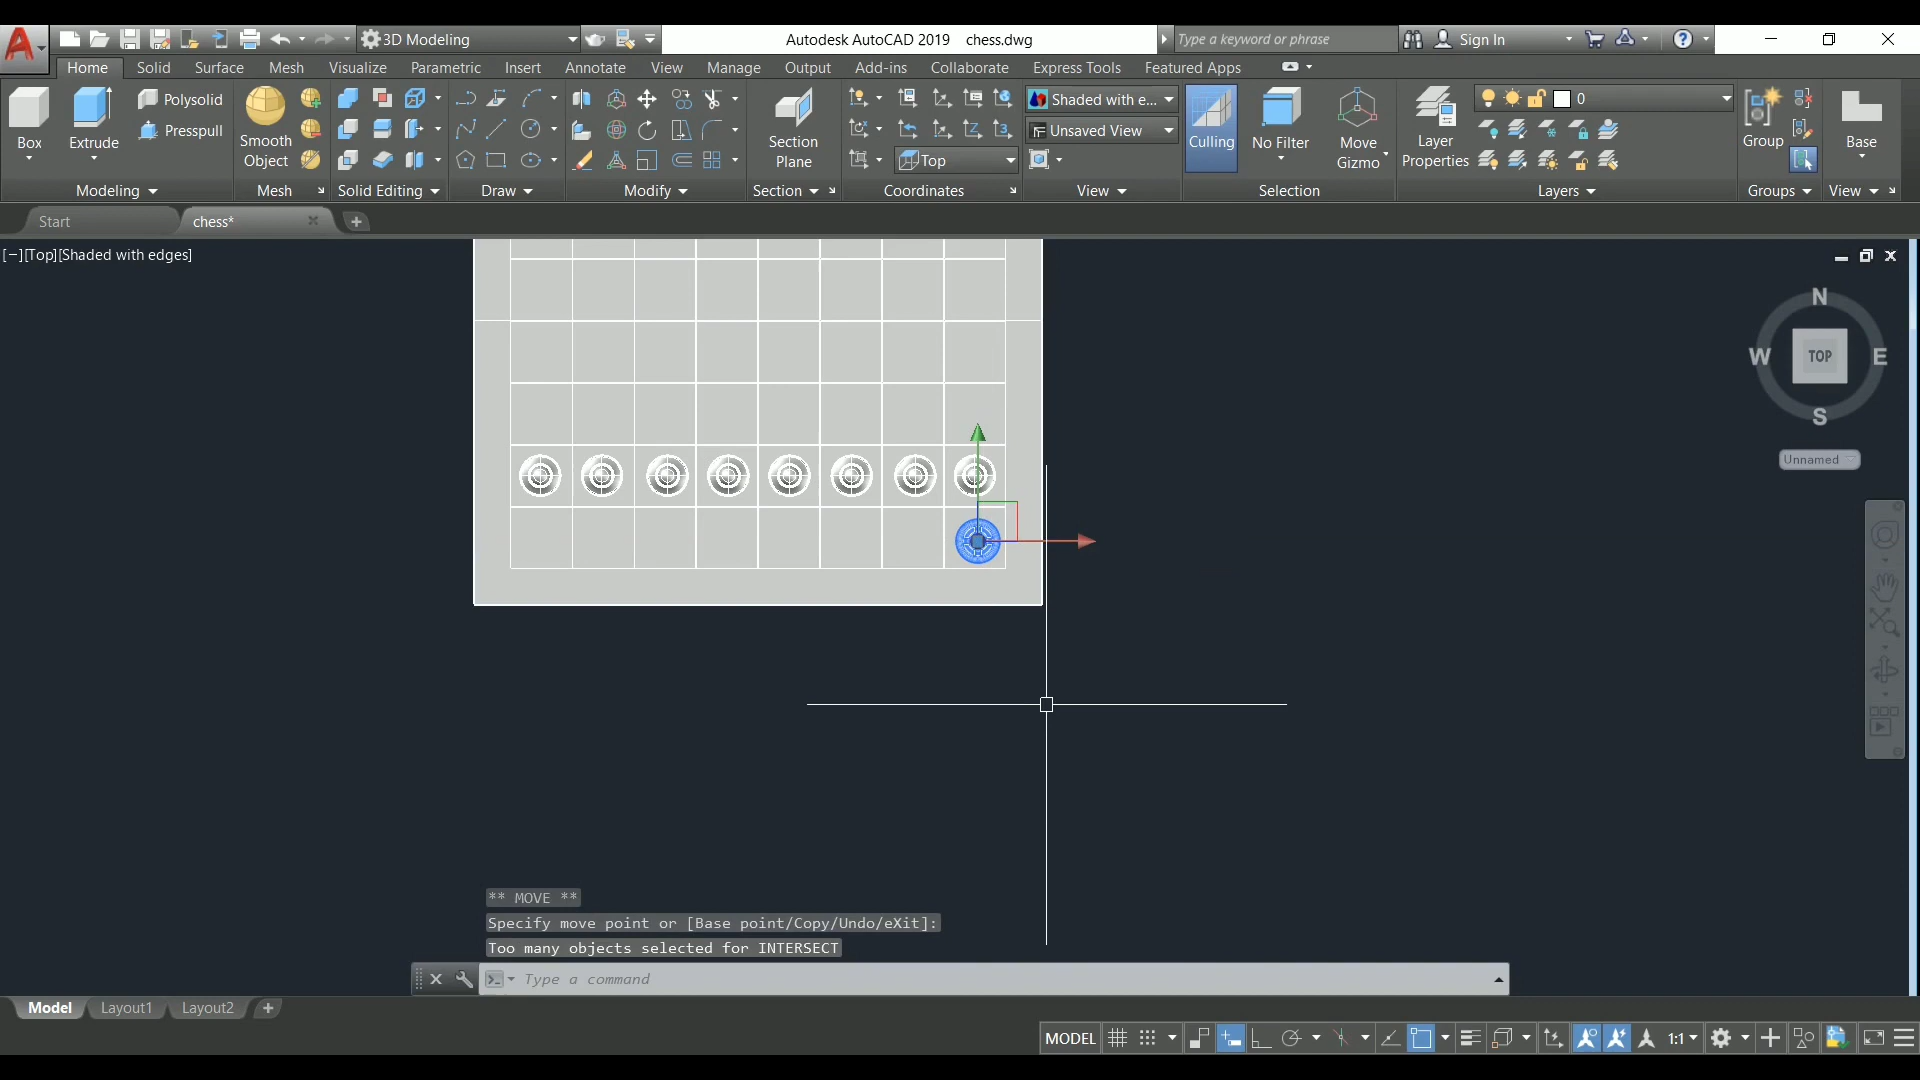 3D Modeling
Autodesk AutoCAD 2019 chess.dwg
Type a keyword or phrase
Sign In
Home Solid Surface Mesh Visualize Parametric Insert Annotate View Manage Output Add-ins Collaborate Express Tools Featured Apps
Box
Extrude
Polysolid
Presspull
Smooth
Object
Section
Plane
Top
Shaded with e...
Unsaved View
Culling
No Filter
Move
Gizmo
Layer
Properties
0
Group
Base
Modeling Mesh Solid Editing Draw Modify Section Coordinates View Selection Layers Groups View
Start
chess*
[−][Top][Shaded with edges]
N
W
TOP
E
S
Unnamed
** MOVE **
Specify move point or [Base point/Copy/Undo/eXit]:
Too many objects selected for INTERSECT
Type a command
Model Layout1 Layout2
MODEL
1:1